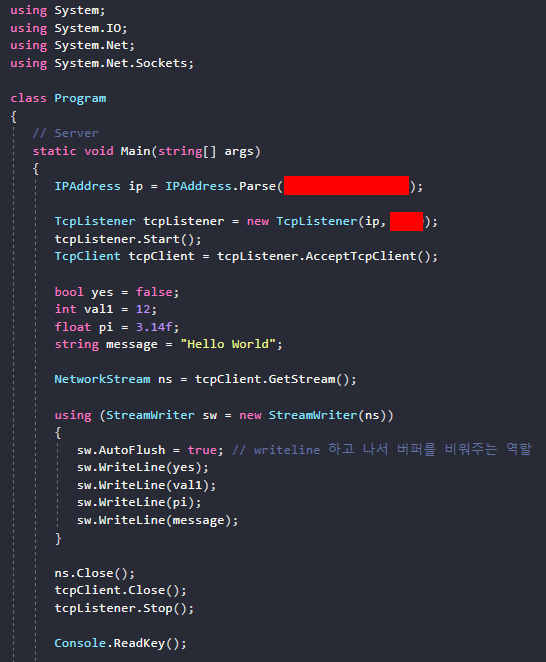 using System;
using System.IO;
using System.Net;
using System.Net.Sockets;
class Program
{
// Server
static void Main(string[] args)
{
IPAddress ip = IPAddress.Parse( );
TcpListener tcpListener = new TcpListener(ip, );
tcpListener.Start();
TcpClient tcpClient = tcpListener.AcceptTcpClient();
bool yes = false;
int val1 = 12;
float pi = 3.14f;
string message = "Hello World";
NetworkStream ns = tcpClient.GetStream();
using (StreamWriter sw = new StreamWriter(ns))
{
sw.AutoFlush = true; // writeline 하고 나서 버퍼를 비워주는 역할
sw.WriteLine(yes);
sw.WriteLine(val1);
sw.WriteLine(pi);
sw.WriteLine(message);
}
ns.Close();
tcpClient.Close();
tcpListener.Stop();
Console.ReadKey();